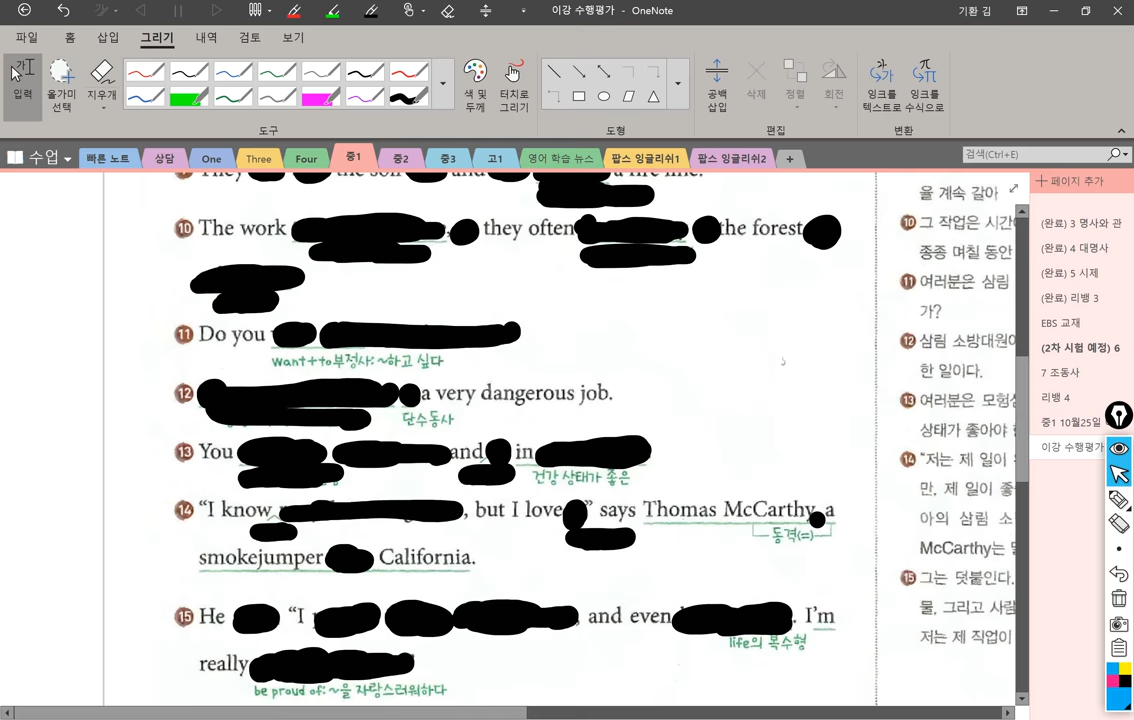 이강 수행평가 - OneNote
기환 김
파일 홈 삽입 그리기 내역 검토 보기
입력 올가미 선택 지우개 색 및 두께 터치로 그리기 공백 삽입 삭제 정렬 회전 잉크를 텍스트로 잉크를 수식으로
도구 도형 편집 변환
수업 빠른 노트 상담 One Three Four 중1 중2 중3 고1 영어 학습 뉴스 팝스 잉글리쉬1 팝스 잉글리쉬2 +
검색(Ctrl+E)
They the and a
10 The work they often the forest
11 Do you
want+to부정사: ~하고 싶다
12 a very dangerous job.
단수동사
13 You and in
건강 상태가 좋은
14 “I know , but I love ” says Thomas McCarthy, a
동격(=)
smokejumper California.
15 He “I , and even . I’m
life의 복수형
really
be proud of: ~을 자랑스러워하다
을 계속 갈아
10 그 작업은 시간
종종 며칠 동안
11 여러분은 삼림
가?
12 삼림 소방대원
한 일이다.
13 여러분은 모험
상태가 좋아야
14 “저는 제 일이
만, 제 일이 좋
아의 삼림 소
McCarthy는
15 그는 덧붙인다.
물, 그리고 사람
저는 제 작업이
페이지 추가
(완료) 3 명사와 관
(완료) 4 대명사
(완료) 5 시제
(완료) 리뱅 3
EBS 교재
(2차 시험 예정) 6
7 조동사
리뱅 4
중1 10월25일
이강 수행평가